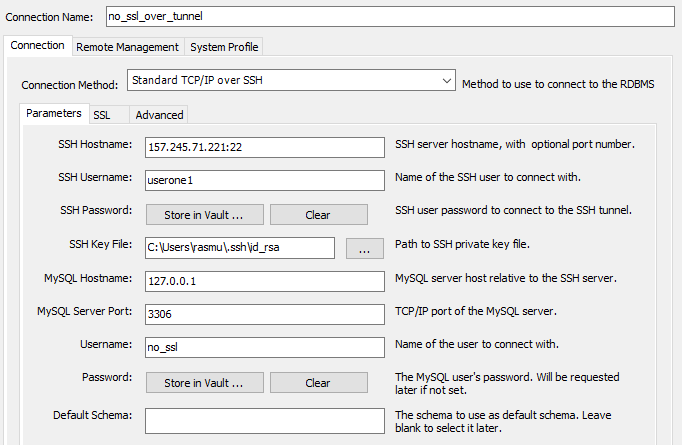 Connection Name: no_ssl_over_tunnel
Connection Remote Management System Profile
Connection Method: Standard TCP/IP over SSH Method to use to connect to the RDBMS
Parameters SSL Advanced
SSH Hostname: 157.245.71.221:22 SSH server hostname, with optional port number.
SSH Username: userone1 Name of the SSH user to connect with.
SSH Password: Store in Vault ... Clear SSH user password to connect to the SSH tunnel.
SSH Key File: C:\Users\rasmu\.ssh\id_rsa ... Path to SSH private key file.
MySQL Hostname: 127.0.0.1 MySQL server host relative to the SSH server.
MySQL Server Port: 3306 TCP/IP port of the MySQL server.
Username: no_ssl Name of the user to connect with.
Password: Store in Vault ... Clear The MySQL user's password. Will be requested
later if not set.
Default Schema: The schema to use as default schema. Leave
blank to select it later.